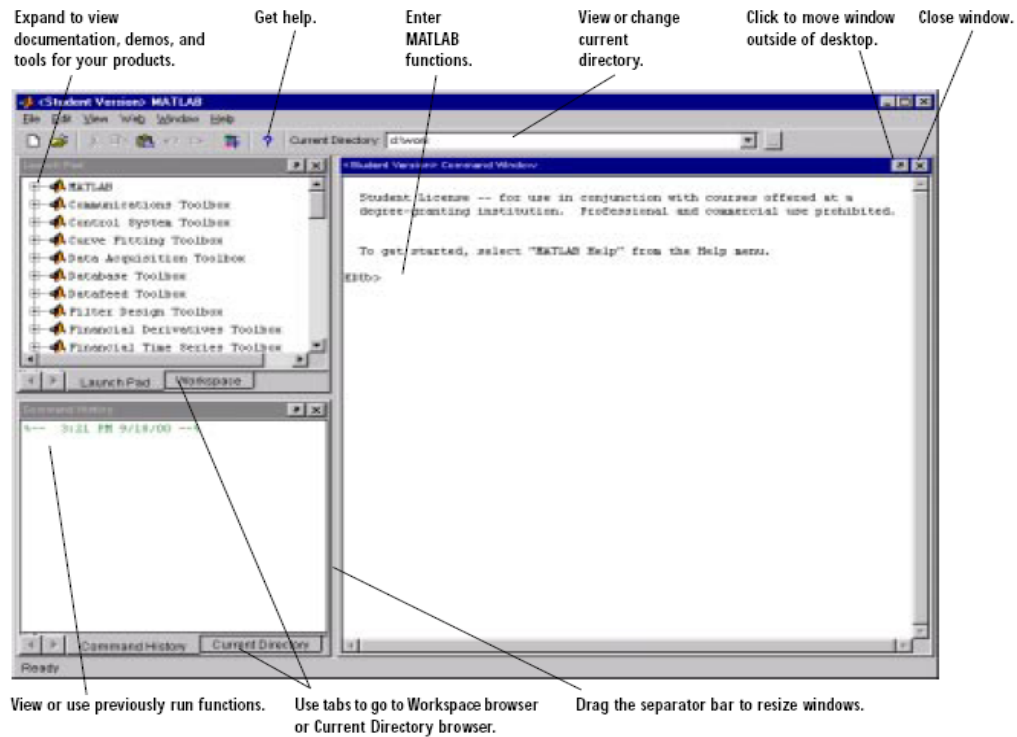 Expand to view
documentation, demos, and
tools for your products.
Get help.
Enter
MATLAB
functions.
View or change
current
directory.
Click to move window
outside of desktop.
Close window.
<Student Version> MATLAB
File Edit View Web Window Help
Current Directory: d:\work
Launch Pad
MATLAB
Communications Toolbox
Control System Toolbox
Curve Fitting Toolbox
Data Acquisition Toolbox
Database Toolbox
Datafeed Toolbox
Filter Design Toolbox
Financial Derivatives Toolbox
Financial Time Series Toolbox
Launch Pad
Workspace
Command History
%-- 3:21 PM 9/18/00 --%
Command History
Current Directory
Ready
<Student Version> Command Window
Student License -- for use in conjunction with courses offered at a
degree-granting institution. Professional and commercial use prohibited.
To get started, select "MATLAB Help" from the Help menu.
EDU>
View or use previously run functions.
Use tabs to go to Workspace browser
or Current Directory browser.
Drag the separator bar to resize windows.